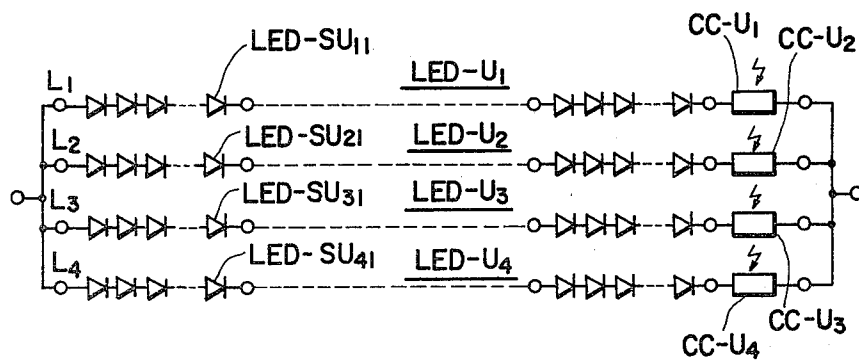 LED-SU11
CC-U1
CC-U2
L1
LED-U1
L2
LED-SU21
LED-U2
L3
LED-SU31
LED-U3
L4
LED-SU41
LED-U4
CC-U3
CC-U4